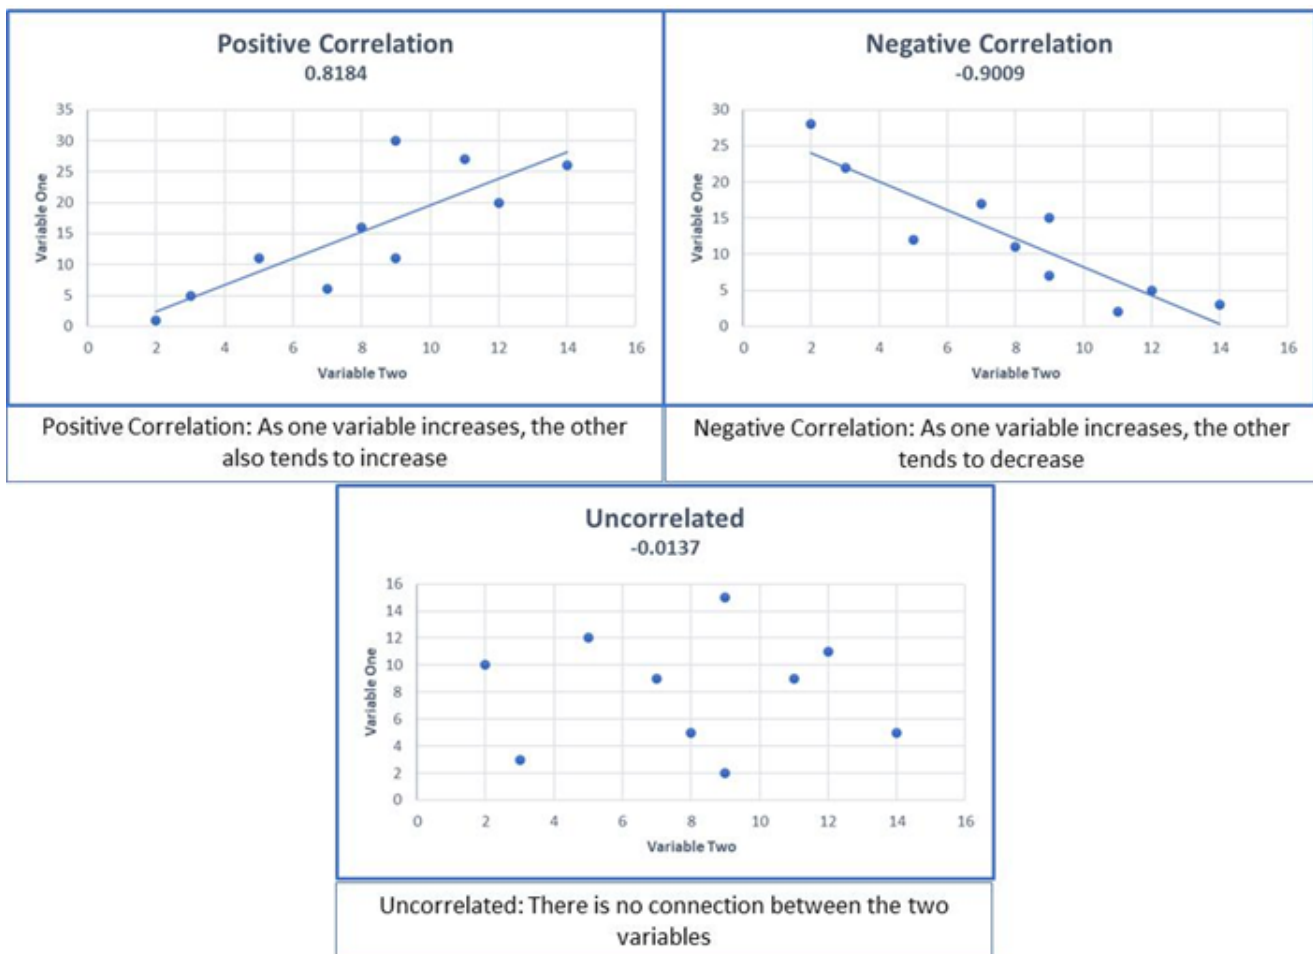 Positive Correlation
0.8184
35
30
25
20
15
10
5
0
Variable One
0 2 4 6 8 10 12 14 16
Variable Two
Negative Correlation
-0.9009
30
25
20
15
10
5
0
Variable One
0 2 4 6 8 10 12 14 16
Variable Two
Positive Correlation: As one variable increases, the other
also tends to increase
Negative Correlation: As one variable increases, the other
tends to decrease
Uncorrelated
-0.0137
16
14
12
10
8
6
4
2
0
Variable One
0 2 4 6 8 10 12 14 16
Variable Two
Uncorrelated: There is no connection between the two
variables